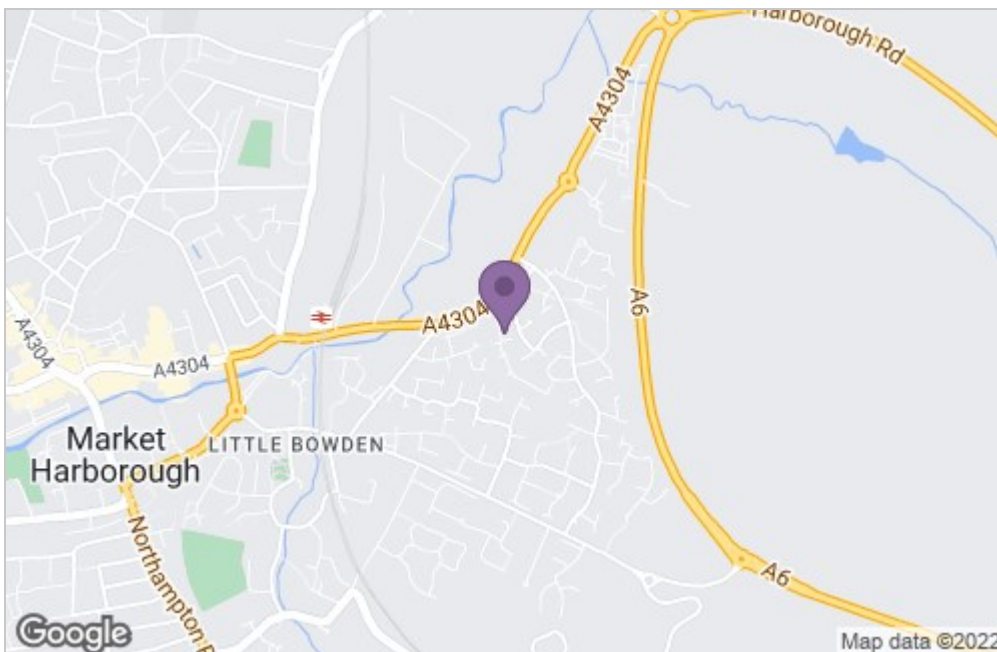 Harborough Rd
A4304
A6
A4304
A4304
A4304
Market
Harborough
LITTLE BOWDEN
Northampton R
A6
Google
Map data ©2022